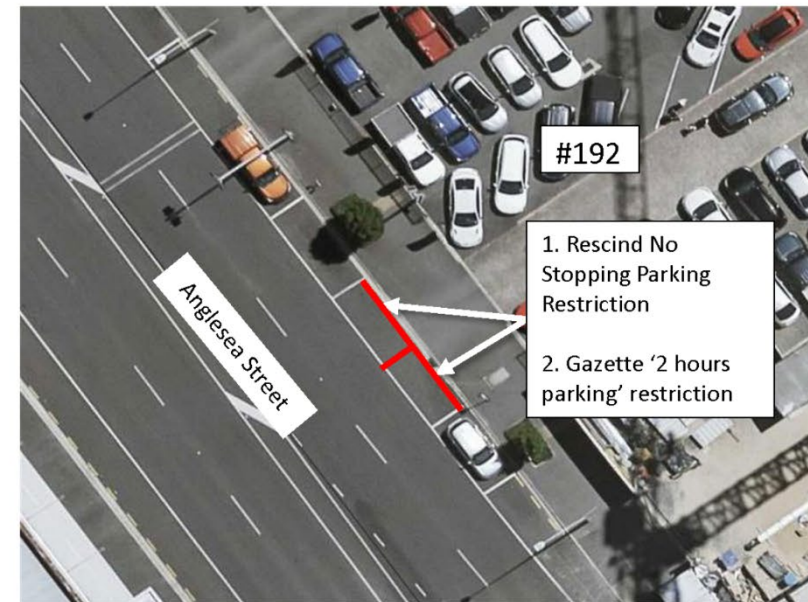 #192
1. Rescind No
Stopping Parking
Restriction
2. Gazette ‘2 hours
parking’ restriction
Anglesea Street